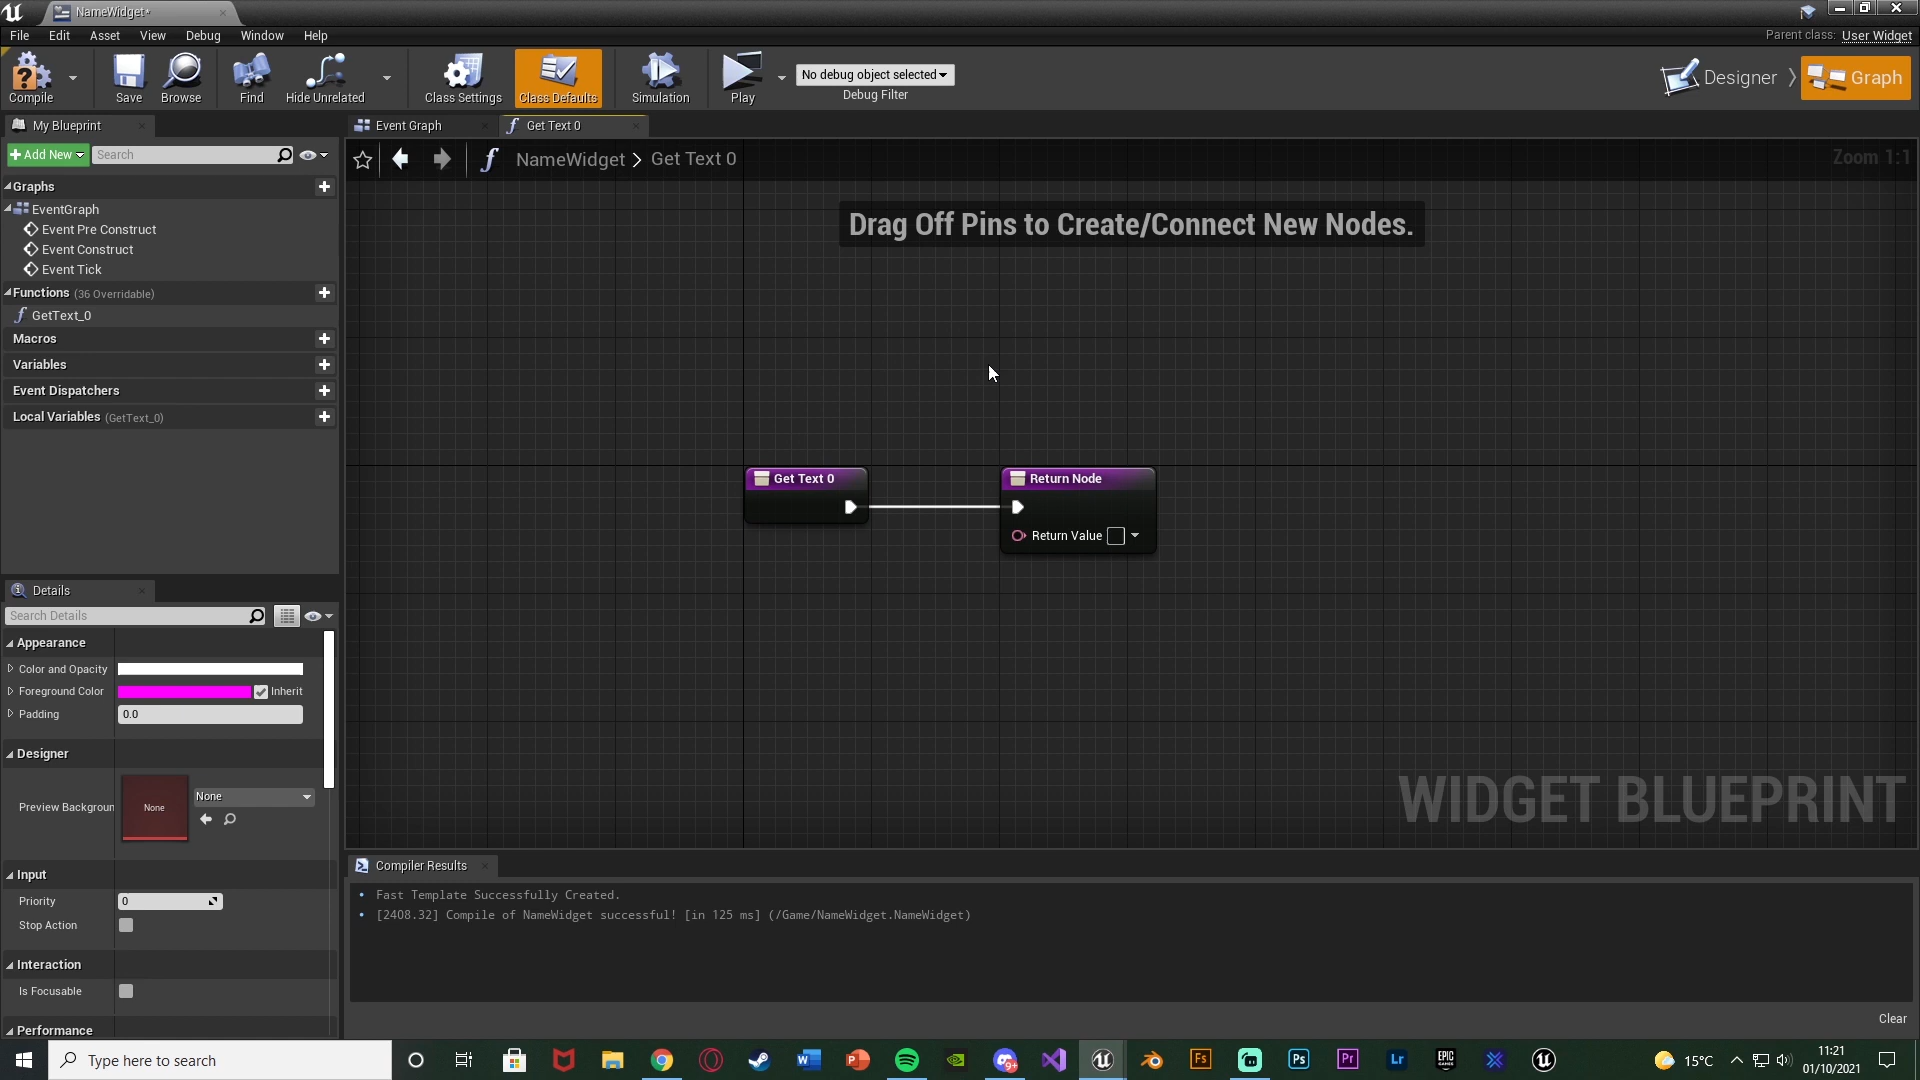 NameWidget*
File Edit Asset View Debug Window Help
Parent class: User Widget
Compile Save Browse Find Hide Unrelated Class Settings Class Defaults Simulation Play
No debug object selected
Debug Filter
Designer Graph
My Blueprint
Event Graph
Get Text 0
Add New Search
NameWidget > Get Text 0
Zoom 1:1
Graphs
EventGraph
Event Pre Construct
Event Construct
Event Tick
Functions (36 Overridable)
GetText_0
Macros
Variables
Event Dispatchers
Local Variables (GetText_0)
Drag Off Pins to Create/Connect New Nodes.
Get Text 0
Return Node
Return Value
WIDGET BLUEPRINT
Details
Search Details
Appearance
Color and Opacity
Foreground Color Inherit
Padding 0.0
Designer
Preview Backgroun None None
Input
Priority 0
Stop Action
Interaction
Is Focusable
Performance
Compiler Results
Fast Template Successfully Created.
[2408.32] Compile of NameWidget successful! [in 125 ms] (/Game/NameWidget.NameWidget)
Clear
Type here to search
15°C
11:21
01/10/2021